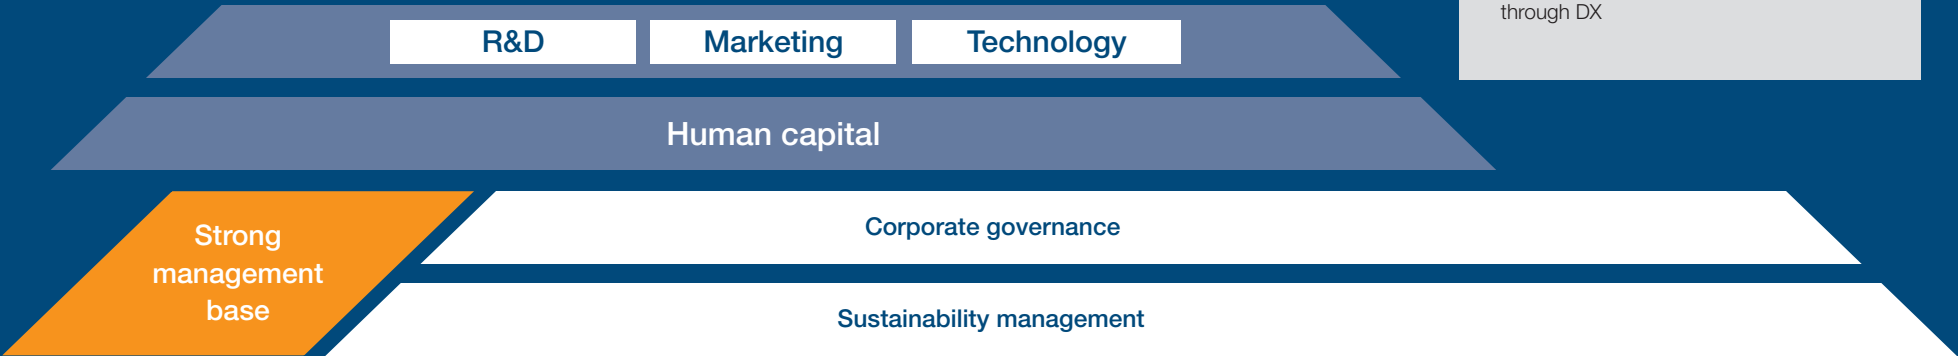 through DX
R&D
Marketing
Technology
Human capital
Strong
management
base
Corporate governance
Sustainability management